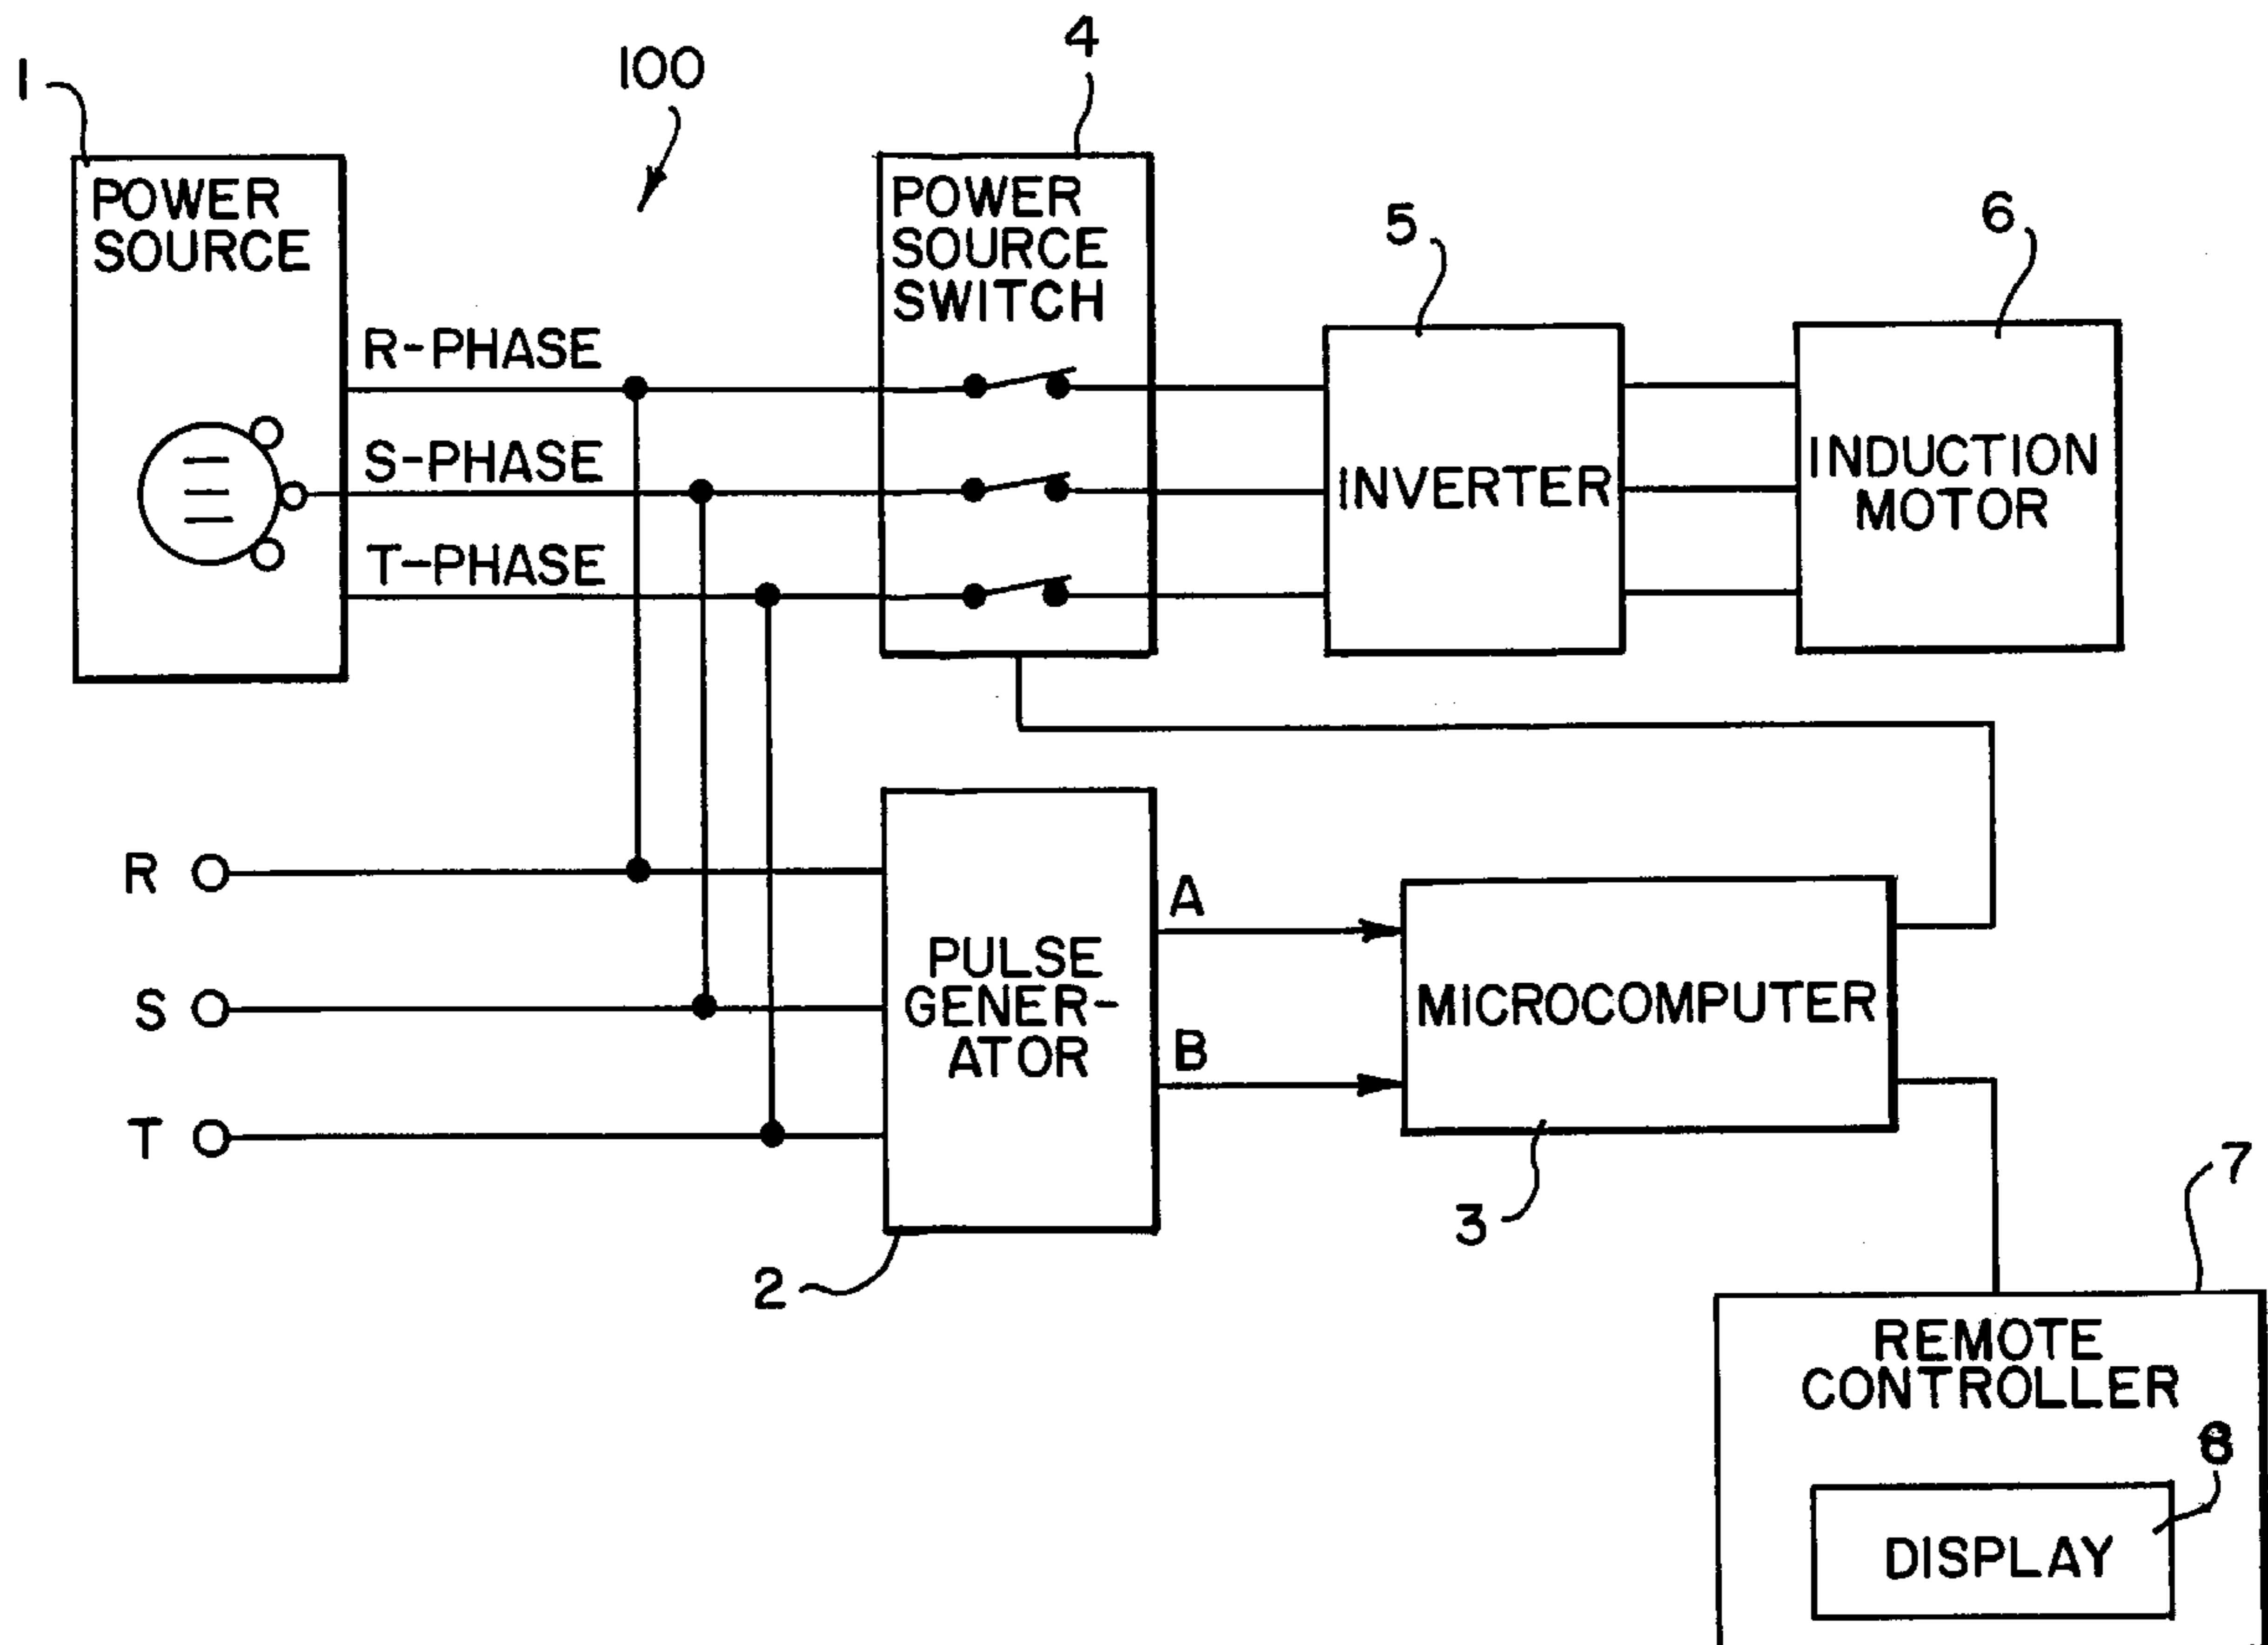 1
100
4
POWER
SOURCE
POWER
SOURCE
SWITCH
5
6
R-PHASE
S-PHASE
T-PHASE
INVERTER
INDUCTION
MOTOR
R
S
T
PULSE
GENER-
ATOR
A
B
MICROCOMPUTER
2
3
7
REMOTE
CONTROLLER
8
DISPLAY